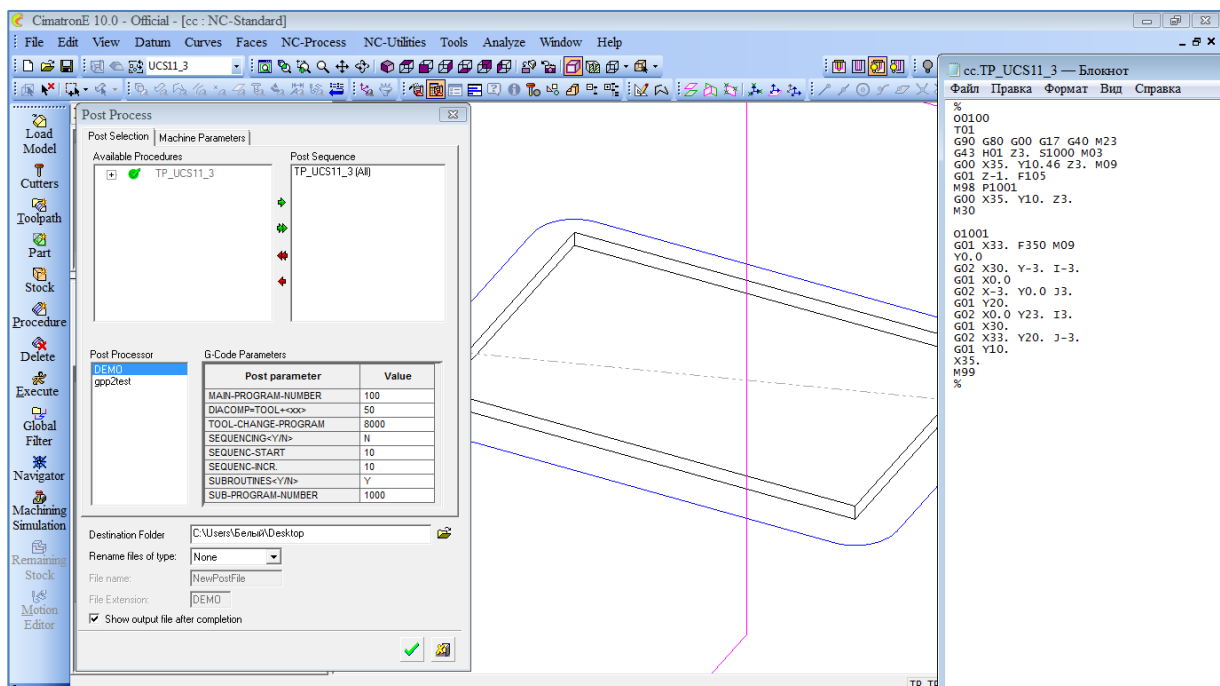 CimatronE 10.0 - Official - [cc : NC-Standard]
File Edit View Datum Curves Faces NC-Process NC-Utilities Tools Analyze Window Help
UCS11_3
Load Model
Cutters
Toolpath
Part
Stock
Procedure
Delete
Execute
Global Filter
Navigator
Machining Simulation
Remaining Stock
Motion Editor
Post Process
Post Selection Machine Parameters
Available Procedures Post Sequence
TP_UCS11_3 TP_UCS11_3 (All)
Post Processor G-Code Parameters
DEMO
gpp2test
Post parameter Value
MAIN-PROGRAM-NUMBER 100
DIACOMP=TOOL+<xx> 50
TOOL-CHANGE-PROGRAM 8000
SEQUENCING<Y/N> N
SEQUENC-START 10
SEQUENC-INCR. 10
SUBROUTINES<Y/N> Y
SUB-PROGRAM-NUMBER 1000
Destination Folder C:\Users\Белый\Desktop
Rename files of type: None
File name: NewPostFile
File Extension: DEMO
Show output file after completion
cc.TP_UCS11_3 — Блокнот
Файл Правка Формат Вид Справка
%
O0100
T01
G90 G80 G00 G17 G40 M23
G43 H01 Z3. S1000 M03
G00 X35. Y10.46 Z3. M09
G01 Z-1. F105
M98 P1001
G00 X35. Y10. Z3.
M30
O1001
G01 X33. F350 M09
Y0.0
G02 X30. Y-3. I-3.
G01 X0.0
G02 X-3. Y0.0 J3.
G01 Y20.
G02 X0.0 Y23. I3.
G01 X30.
G02 X33. Y20. J-3.
G01 Y10.
X35.
M99
%